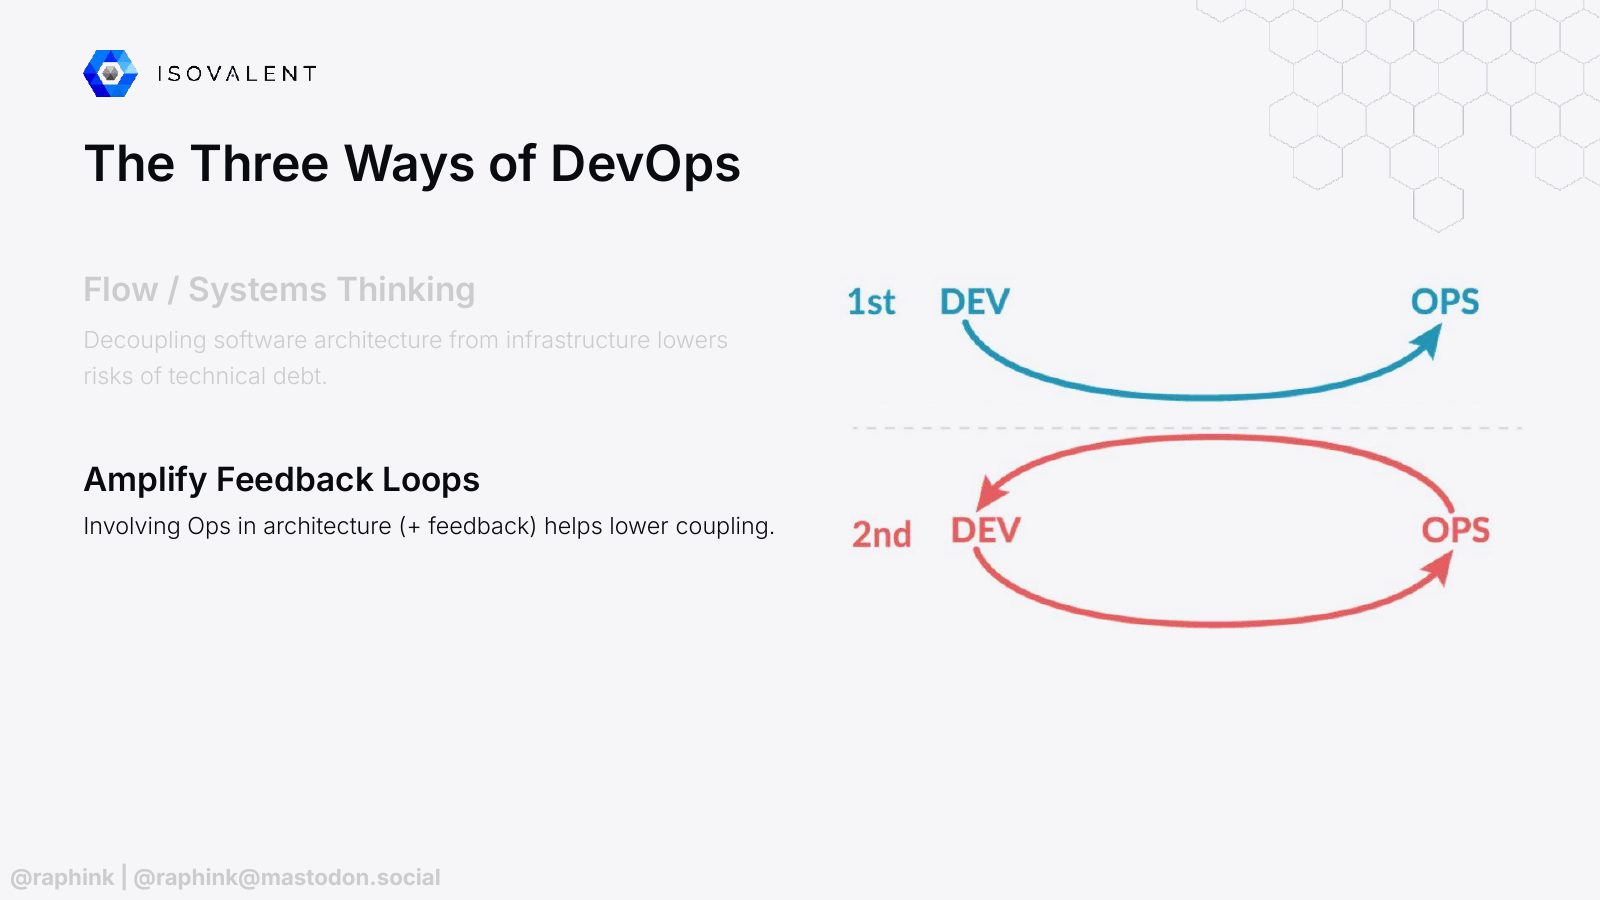 ISOVALENT
The Three Ways of DevOps
Flow / Systems Thinking
Decoupling software architecture from infrastructure lowers
risks of technical debt.
Amplify Feedback Loops
Involving Ops in architecture (+ feedback) helps lower coupling.
1st DEV OPS
2nd DEV OPS
@raphink | @raphink@mastodon.social